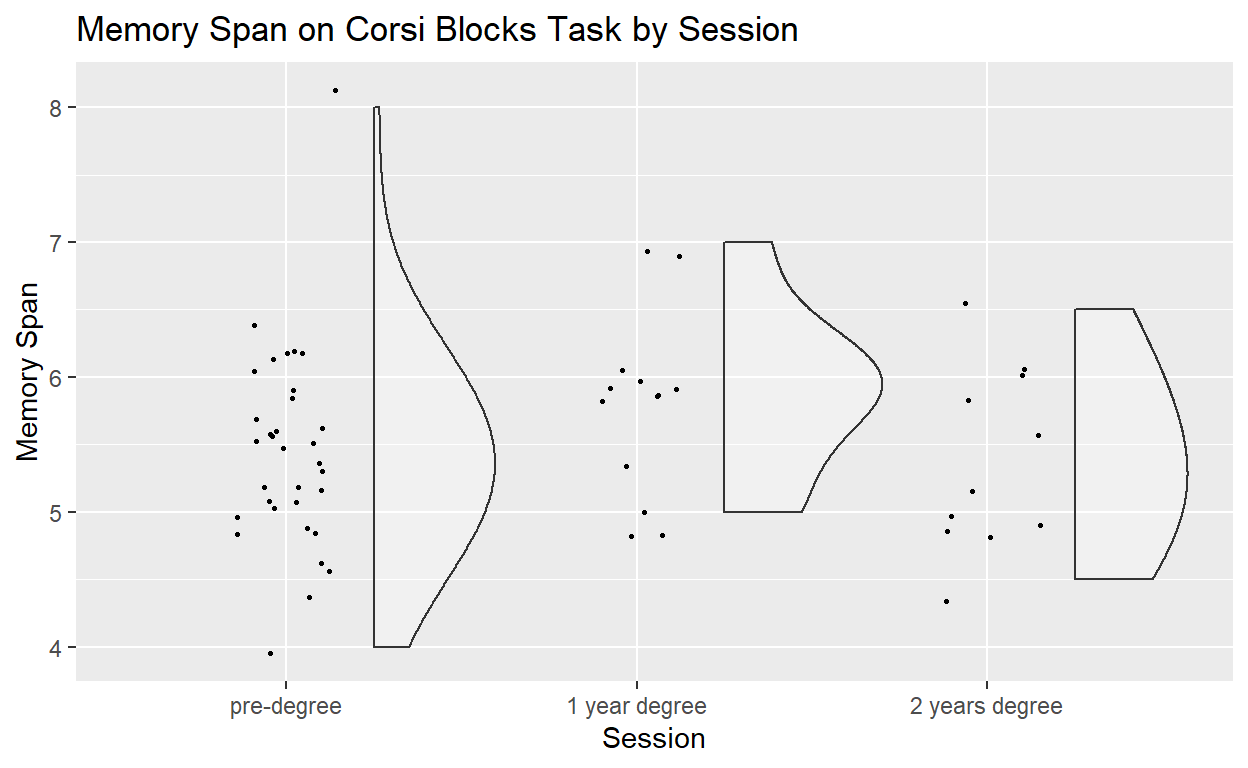 Memory Span on Corsi Blocks Task by Session
8
7
6
5
4
Memory Span
pre-degree
1 year degree
2 years degree
Session